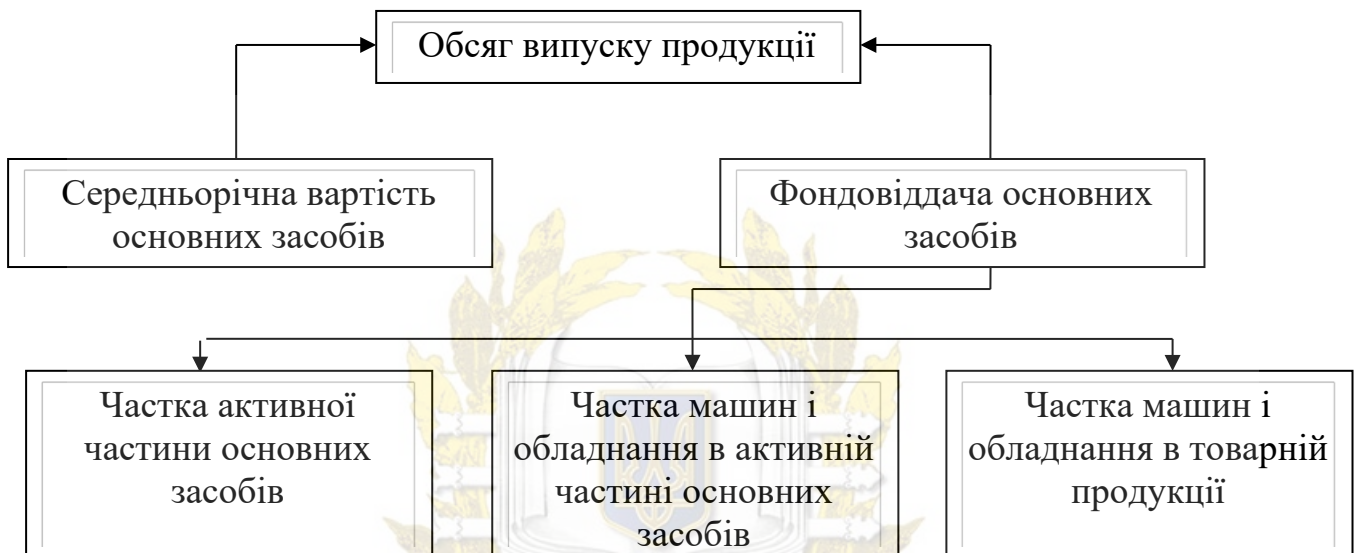 Обсяг випуску продукції
Середньорічна вартість
основних засобів
Фондовіддача основних
засобів
Частка активної
частини основних
засобів
Частка машин і
обладнання в активній
частині основних
засобів
Частка машин і
обладнання в товарній
продукції